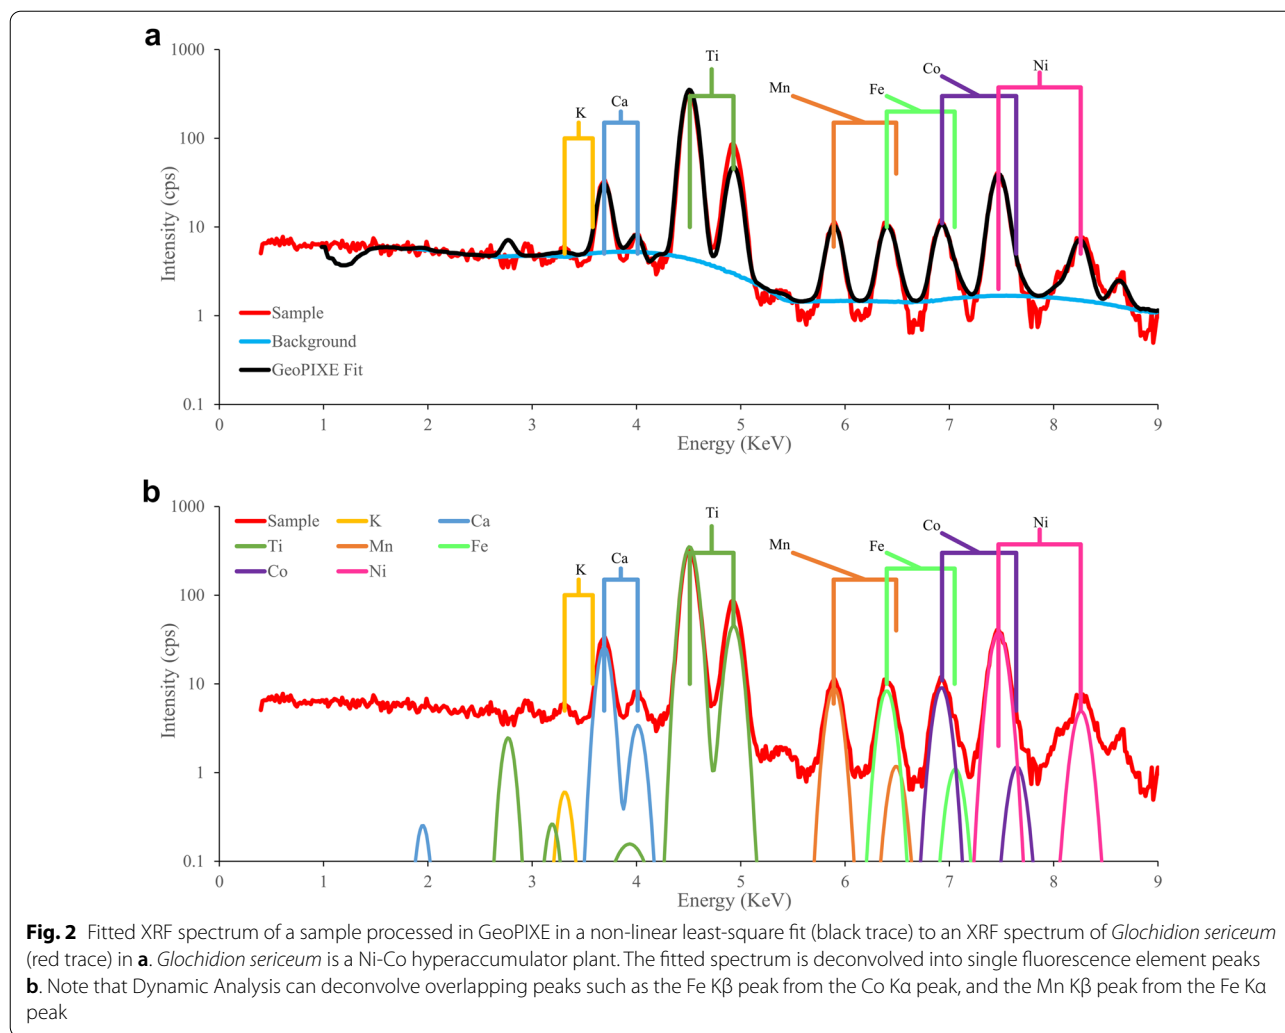 a
1000
100
10
1
0.1
Intensity (cps)
K
Ca
Ti
Mn
Fe
Co
Ni
Sample
Background
GeoPIXE Fit
0 1 2 3 4 5 6 7 8 9
Energy (KeV)
b
1000
100
10
1
0.1
Intensity (cps)
Sample K Ca
Ti Mn Fe
Co Ni
K
Ca
Ti
Mn
Fe
Co
Ni
0 1 2 3 4 5 6 7 8 9
Energy (KeV)
Fig. 2 Fitted XRF spectrum of a sample processed in GeoPIXE in a non-linear least-square fit (black trace) to an XRF spectrum of Glochidion sericeum
(red trace) in a. Glochidion sericeum is a Ni-Co hyperaccumulator plant. The fitted spectrum is deconvolved into single fluorescence element peaks
b. Note that Dynamic Analysis can deconvolve overlapping peaks such as the Fe Kβ peak from the Co Kα peak, and the Mn Kβ peak from the Fe Kα
peak